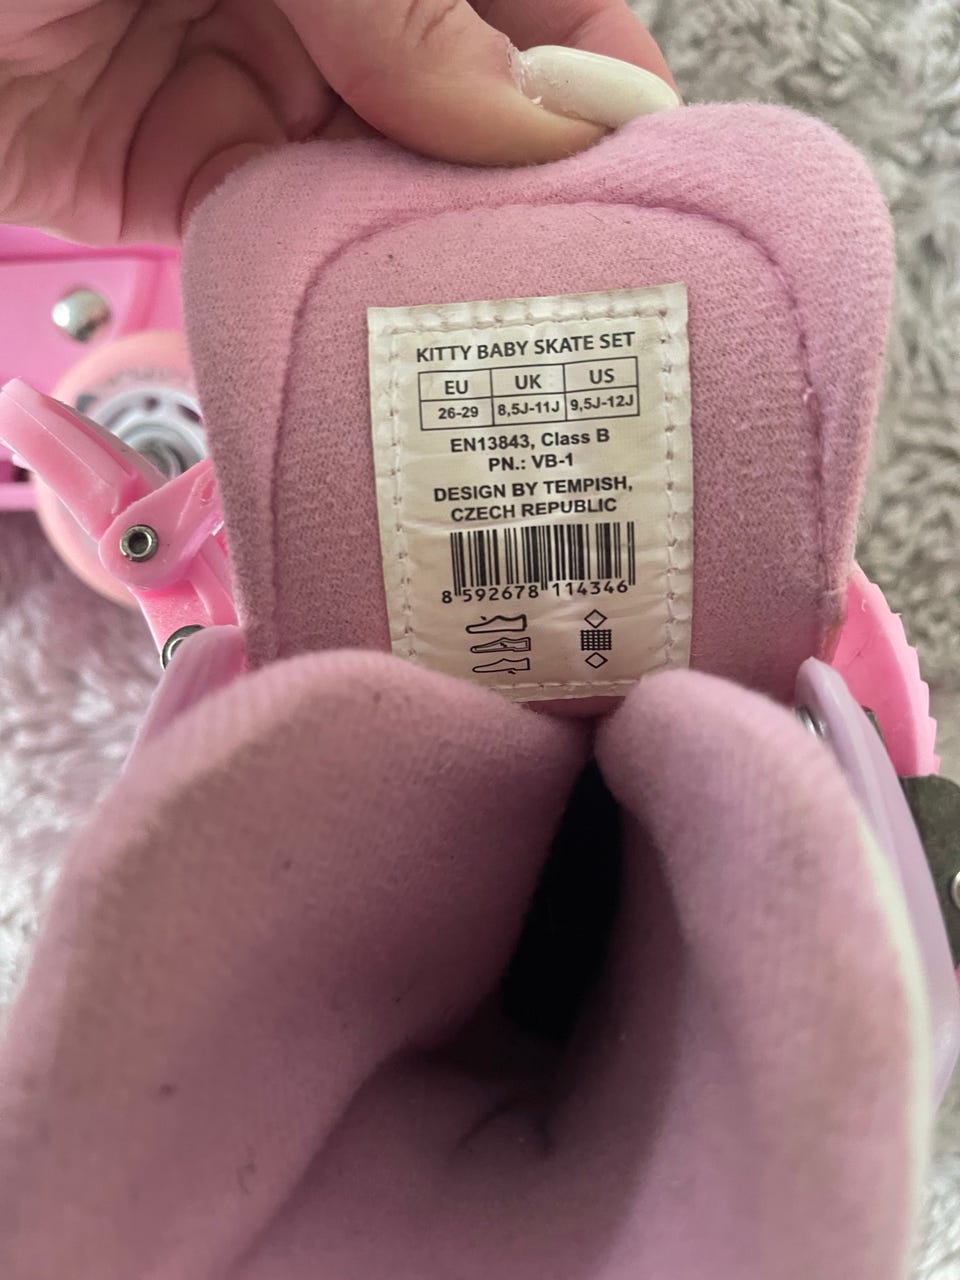 KITTY BABY SKATE SET
EU UK US
26-29 8,5J-11J 9,5J-12J
EN13843, Class B
PN.: VB-1
DESIGN BY TEMPISH,
CZECH REPUBLIC
8 592678 114346